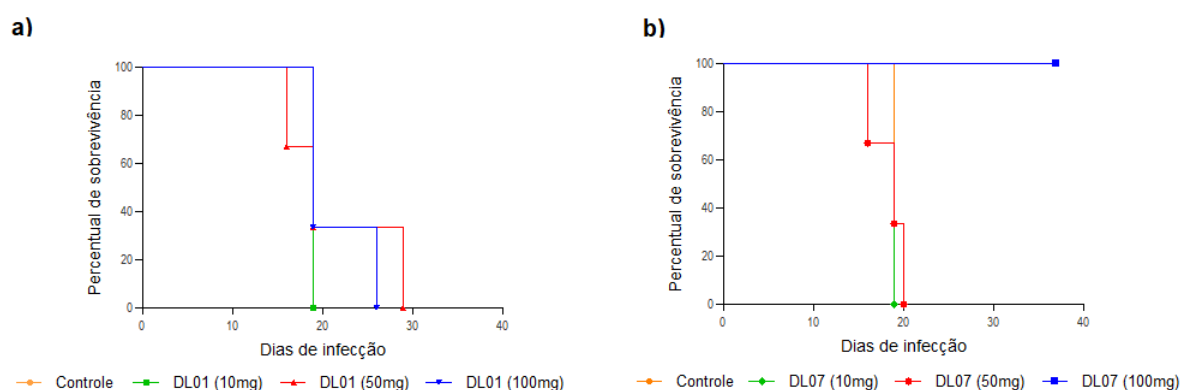 a)
Percentual de sobrevivência
100
80
60
40
20
0
0 10 20 30 40
Dias de infecção
Controle DL01 (10mg) DL01 (50mg) DL01 (100mg)
b)
Percentual de sobrevivência
100
80
60
40
20
0
0 10 20 30 40
Dias de infecção
Controle DL07 (10mg) DL07 (50mg) DL07 (100mg)